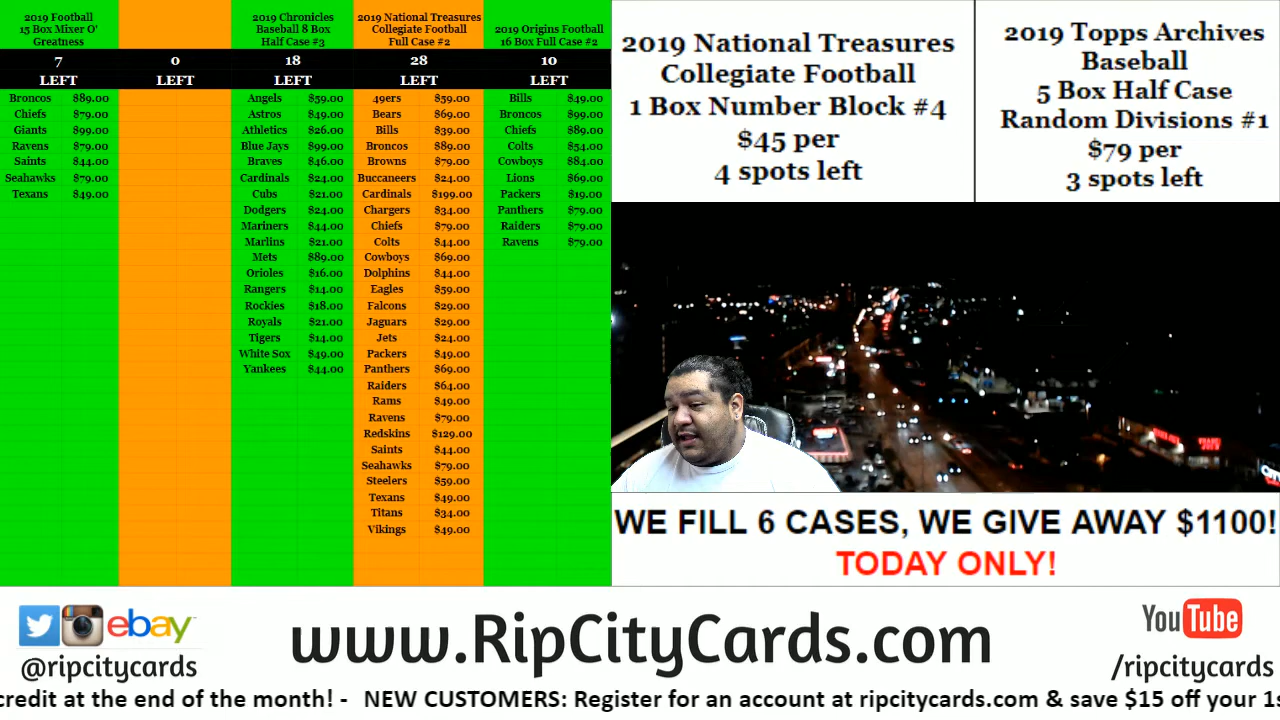 2019 Football
15 Box Mixer O'
Greatness
7
LEFT
Broncos $89.00
Chiefs $79.00
Giants $99.00
Ravens $79.00
Saints $44.00
Seahawks $79.00
Texans $49.00
0
LEFT
2019 Chronicles
Baseball 8 Box
Half Case #3
18
LEFT
Angels $59.00
Astros $49.00
Athletics $26.00
Blue Jays $99.00
Braves $46.00
Cardinals $24.00
Cubs $21.00
Dodgers $24.00
Mariners $44.00
Marlins $21.00
Mets $89.00
Orioles $16.00
Rangers $14.00
Rockies $18.00
Royals $21.00
Tigers $14.00
White Sox $49.00
Yankees $44.00
2019 National Treasures
Collegiate Football
Full Case #2
28
LEFT
49ers $59.00
Bears $69.00
Bills $39.00
Broncos $89.00
Browns $79.00
Buccaneers $24.00
Cardinals $199.00
Chargers $34.00
Chiefs $79.00
Colts $44.00
Cowboys $69.00
Dolphins $44.00
Eagles $59.00
Falcons $29.00
Jaguars $29.00
Jets $24.00
Packers $49.00
Panthers $69.00
Raiders $64.00
Rams $49.00
Ravens $79.00
Redskins $129.00
Saints $44.00
Seahawks $79.00
Steelers $59.00
Texans $49.00
Titans $34.00
Vikings $49.00
2019 Origins Football
16 Box Full Case #2
10
LEFT
Bills $49.00
Broncos $99.00
Chiefs $89.00
Colts $54.00
Cowboys $84.00
Lions $69.00
Packers $19.00
Panthers $79.00
Raiders $79.00
Ravens $79.00
2019 National Treasures
Collegiate Football
1 Box Number Block #4
$45 per
4 spots left
2019 Topps Archives
Baseball
5 Box Half Case
Random Divisions #1
$79 per
3 spots left
WE FILL 6 CASES, WE GIVE AWAY $1100!
TODAY ONLY!
ebay
@ripcitycards
www.RipCityCards.com
YouTube
/ripcitycards
credit at the end of the month! - NEW CUSTOMERS: Register for an account at ripcitycards.com & save $15 off your 1s